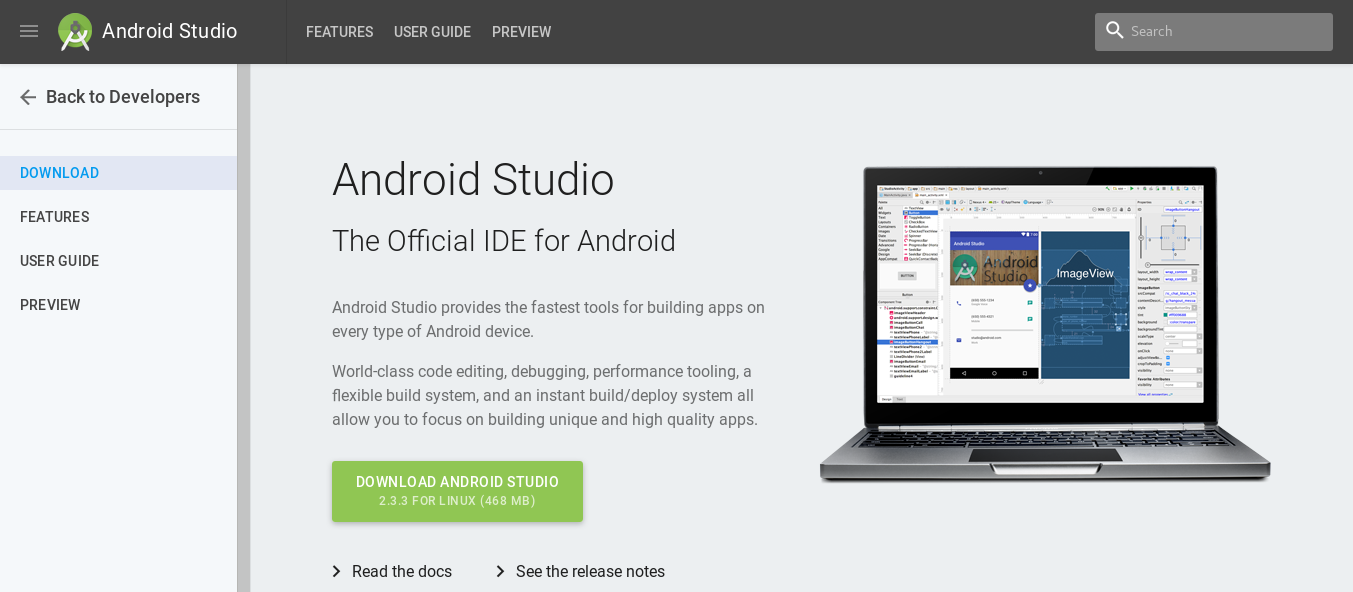 Android Studio
FEATURES
USER GUIDE
PREVIEW
Search
Back to Developers
DOWNLOAD
FEATURES
USER GUIDE
PREVIEW
Android Studio
The Official IDE for Android
Android Studio provides the fastest tools for building apps on
every type of Android device.
World-class code editing, debugging, performance tooling, a
flexible build system, and an instant build/deploy system all
allow you to focus on building unique and high quality apps.
DOWNLOAD ANDROID STUDIO
2.3.3 FOR LINUX (468 MB)
Read the docs
See the release notes
Android Studio
Android
Studio
ImageView
BUTTON